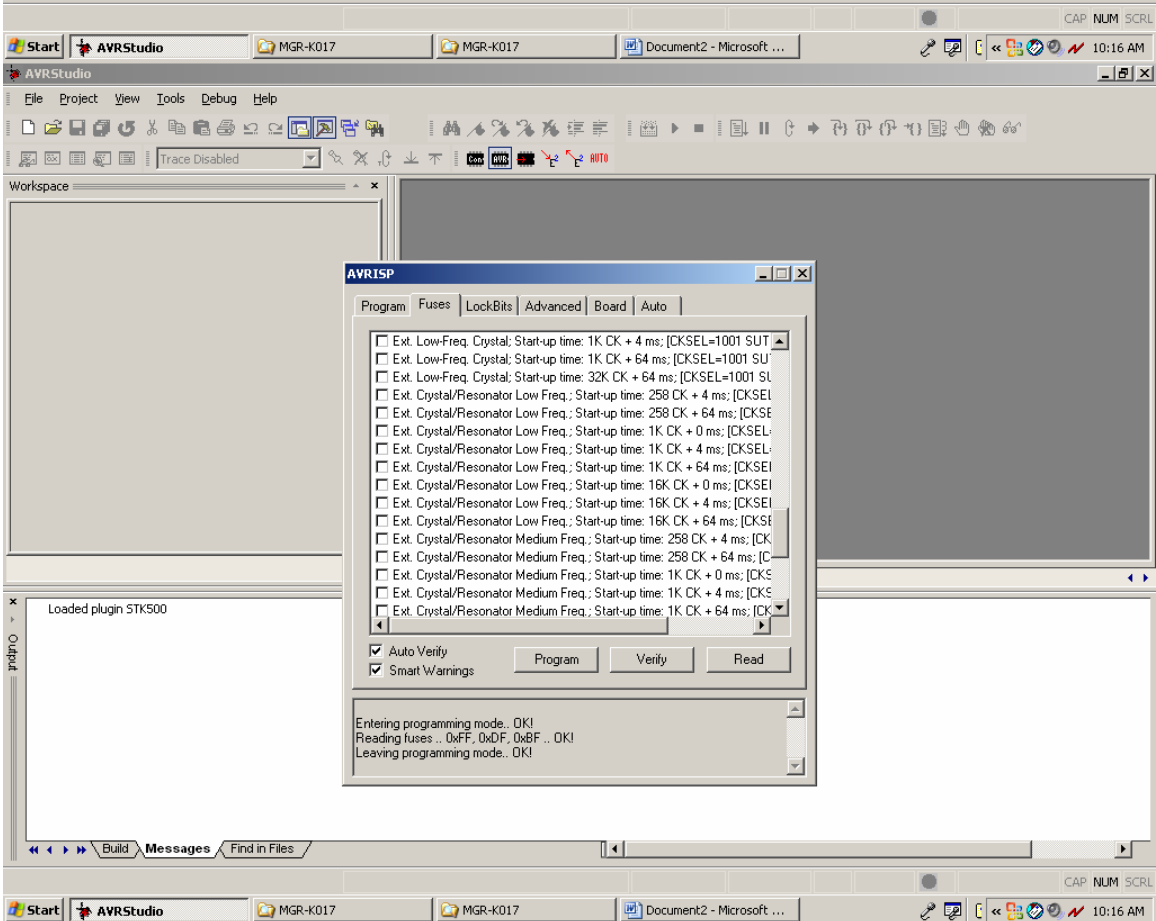 CAP NUM SCRL
Start AVRStudio MGR-K017 MGR-K017 Document2 - Microsoft ... « 10:16 AM
AVRStudio
File Project View Tools Debug Help
Trace Disabled Con AVR AUTO
Workspace
AVRISP
Program Fuses LockBits Advanced Board Auto
Ext. Low-Freq. Crystal; Start-up time: 1K CK + 4 ms; [CKSEL=1001 SUT
Ext. Low-Freq. Crystal; Start-up time: 1K CK + 64 ms; [CKSEL=1001 SU
Ext. Low-Freq. Crystal; Start-up time: 32K CK + 64 ms; [CKSEL=1001 SU
Ext. Crystal/Resonator Low Freq.; Start-up time: 258 CK + 4 ms; [CKSEL
Ext. Crystal/Resonator Low Freq.; Start-up time: 258 CK + 64 ms; [CKSE
Ext. Crystal/Resonator Low Freq.; Start-up time: 1K CK + 0 ms; [CKSEL=
Ext. Crystal/Resonator Low Freq.; Start-up time: 1K CK + 4 ms; [CKSEL=
Ext. Crystal/Resonator Low Freq.; Start-up time: 1K CK + 64 ms; [CKSEL
Ext. Crystal/Resonator Low Freq.; Start-up time: 16K CK + 0 ms; [CKSEL
Ext. Crystal/Resonator Low Freq.; Start-up time: 16K CK + 4 ms; [CKSEL
Ext. Crystal/Resonator Low Freq.; Start-up time: 16K CK + 64 ms; [CKSE
Ext. Crystal/Resonator Medium Freq.; Start-up time: 258 CK + 4 ms; [CK
Ext. Crystal/Resonator Medium Freq.; Start-up time: 258 CK + 64 ms; [C
Ext. Crystal/Resonator Medium Freq.; Start-up time: 1K CK + 0 ms; [CKS
Ext. Crystal/Resonator Medium Freq.; Start-up time: 1K CK + 4 ms; [CKS
Ext. Crystal/Resonator Medium Freq.; Start-up time: 1K CK + 64 ms; [CK
Auto Verify
Smart Warnings
Program Verify Read
Entering programming mode.. OK!
Reading fuses .. 0xFF, 0xDF, 0xBF .. OK!
Leaving programming mode.. OK!
Loaded plugin STK500
Output
Build Messages Find in Files
CAP NUM SCRL
Start AVRStudio MGR-K017 MGR-K017 Document2 - Microsoft ... « 10:16 AM